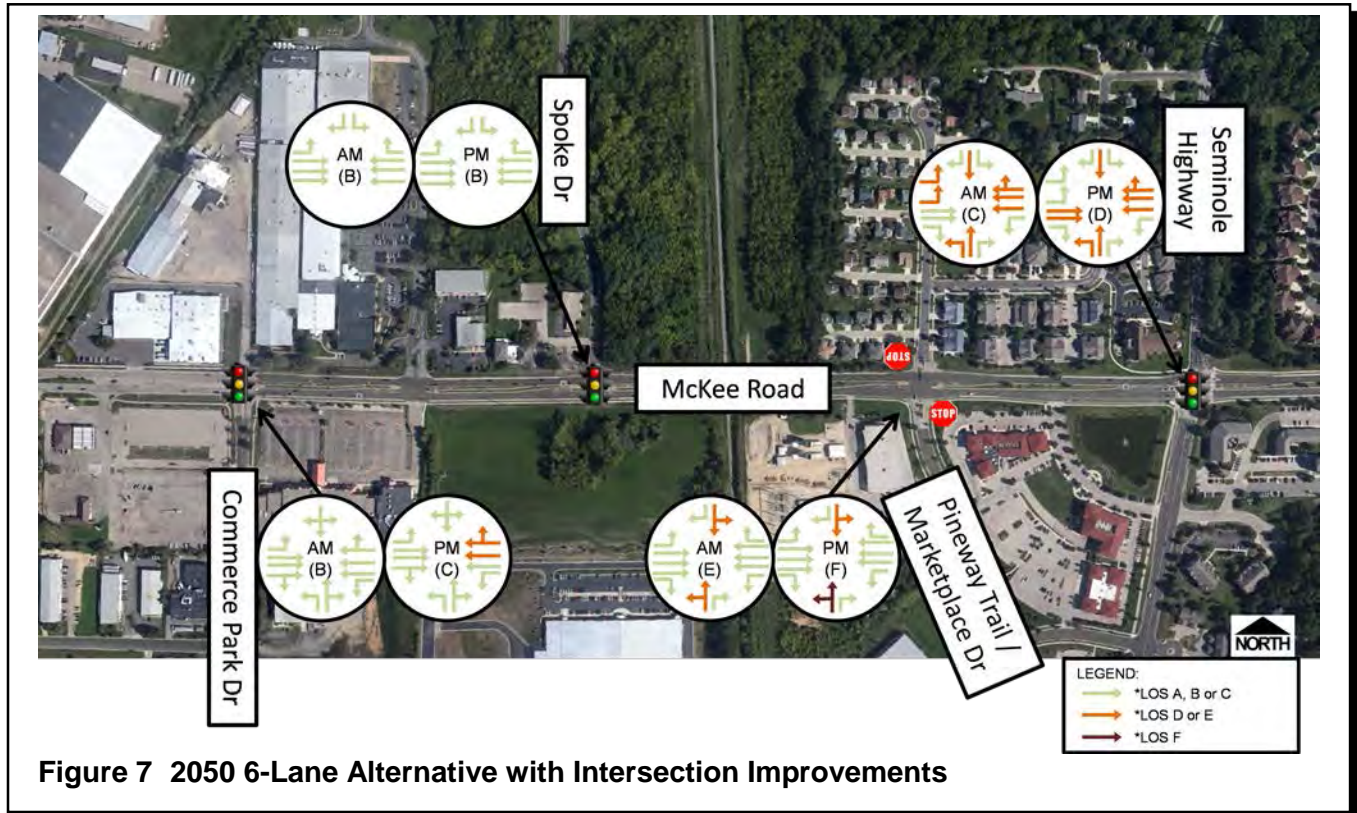 Spoke Dr
Seminole
Highway
AM
(B)
PM
(B)
AM
(C)
PM
(D)
STOP
McKee Road
STOP
Commerce Park Dr
AM
(B)
PM
(C)
AM
(E)
PM
(F)
Pineway Trail /
Marketplace Dr
NORTH
LEGEND:
*LOS A, B or C
*LOS D or E
*LOS F
Figure 7 2050 6-Lane Alternative with Intersection Improvements